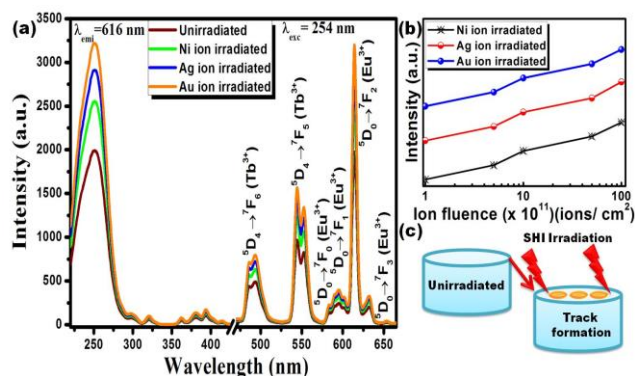 (a)
λemi=616 nm
λexc= 254 nm
Unirradiated
Ni ion irradiated
Ag ion irradiated
Au ion irradiated
3500
3000
2500
2000
1500
1000
500
0
Intensity (a.u.)
⁵D₄→⁷F₆ (Tb³⁺)
⁵D₄→⁷F₅ (Tb³⁺)
⁵D₀→⁷F₀ (Eu³⁺)
⁵D₀→⁷F₁ (Eu³⁺)
⁵D₀→⁷F₂ (Eu³⁺)
⁵D₀→⁷F₃ (Eu³⁺)
250 300 350 400 500 550 600 650
Wavelength (nm)
(b)
Ni ion irradiated
Ag ion irradiated
Au ion irradiated
Intensity (a.u.)
1 10 100
Ion fluence (x 10¹¹)(ions/ cm²)
(c)
SHI Irradiation
Unirradiated
Track
formation